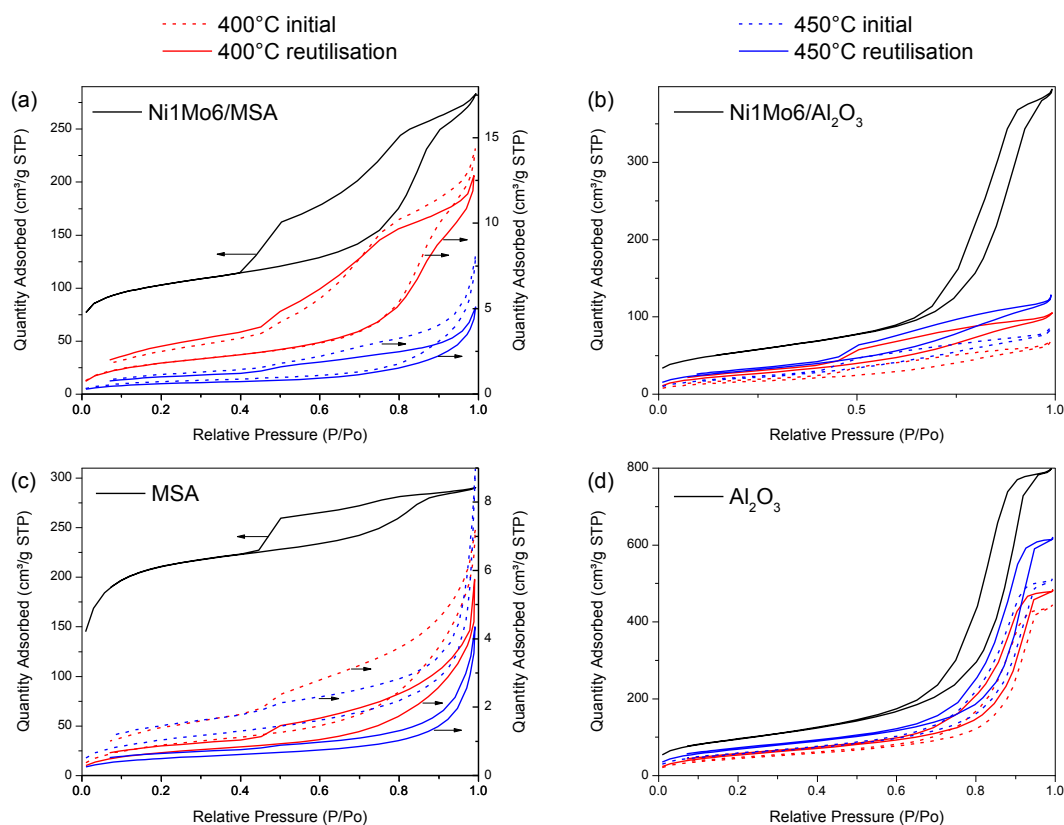 400°C initial
400°C reutilisation
450°C initial
450°C reutilisation
(a)
Ni1Mo6/MSA
Quantity Adsorbed (cm³/g STP)
0
50
100
150
200
250
0
5
10
15
Quantity Adsorbed (cm³/g STP)
0.0 0.2 0.4 0.6 0.8 1.0
Relative Pressure (P/Po)
(b)
Ni1Mo6/Al₂O₃
Quantity Adsorbed (cm³/g STP)
0
100
200
300
0.0 0.5 1.0
Relative Pressure (P/Po)
(c)
MSA
Quantity Adsorbed (cm³/g STP)
0
50
100
150
200
250
300
0
2
4
6
8
Quantity Adsorbed (cm³/g STP)
0.0 0.2 0.4 0.6 0.8 1.0
Relative Pressure (P/Po)
(d)
Al₂O₃
Quantity Adsorbed (cm³/g STP)
0
200
400
600
800
0.0 0.2 0.4 0.6 0.8 1.0
Relative Pressure (P/Po)